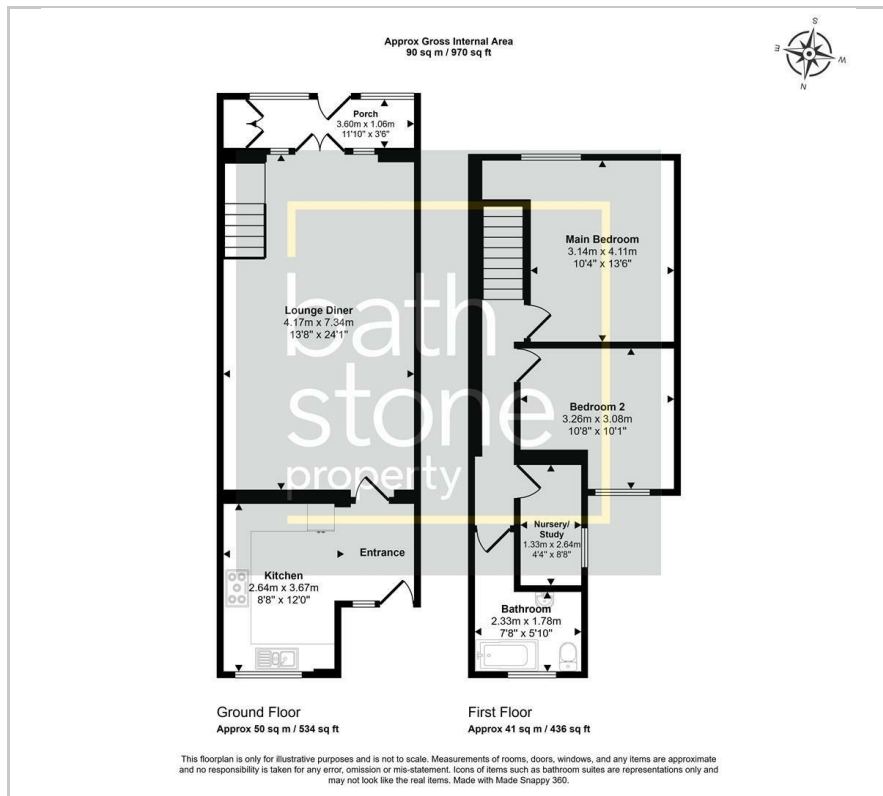 Approx Gross Internal Area
90 sq m / 970 sq ft
S
E
W
N
Porch
3.60m x 1.06m
11'10" x 3'6"
Lounge Diner
4.17m x 7.34m
13'8" x 24'1"
Main Bedroom
3.14m x 4.11m
10'4" x 13'6"
Bedroom 2
3.26m x 3.08m
10'8" x 10'1"
Nursery/
Study
1.33m x 2.64m
4'4" x 8'8"
Entrance
Kitchen
2.64m x 3.67m
8'8" x 12'0"
Bathroom
2.33m x 1.78m
7'8" x 5'10"
bath
stone
property
Ground Floor
Approx 50 sq m / 534 sq ft
First Floor
Approx 41 sq m / 436 sq ft
This floorplan is only for illustrative purposes and is not to scale. Measurements of rooms, doors, windows, and any items are approximate
and no responsibility is taken for any error, omission or mis-statement. Icons of items such as bathroom suites are representations only and
may not look like the real items. Made with Made Snappy 360.